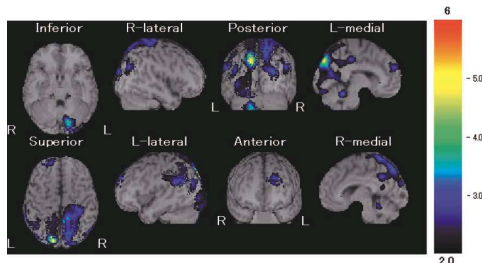 Inferior R-lateral Posterior L-medial
R L L R
Superior L-lateral Anterior R-medial
L R R L
6
5.0
4.0
3.0
2.0